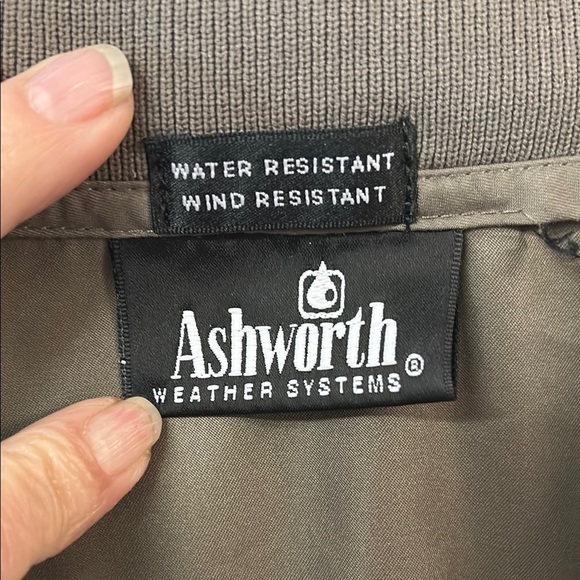 WATER RESISTANT
WIND RESISTANT
Ashworth®
WEATHER SYSTEMS